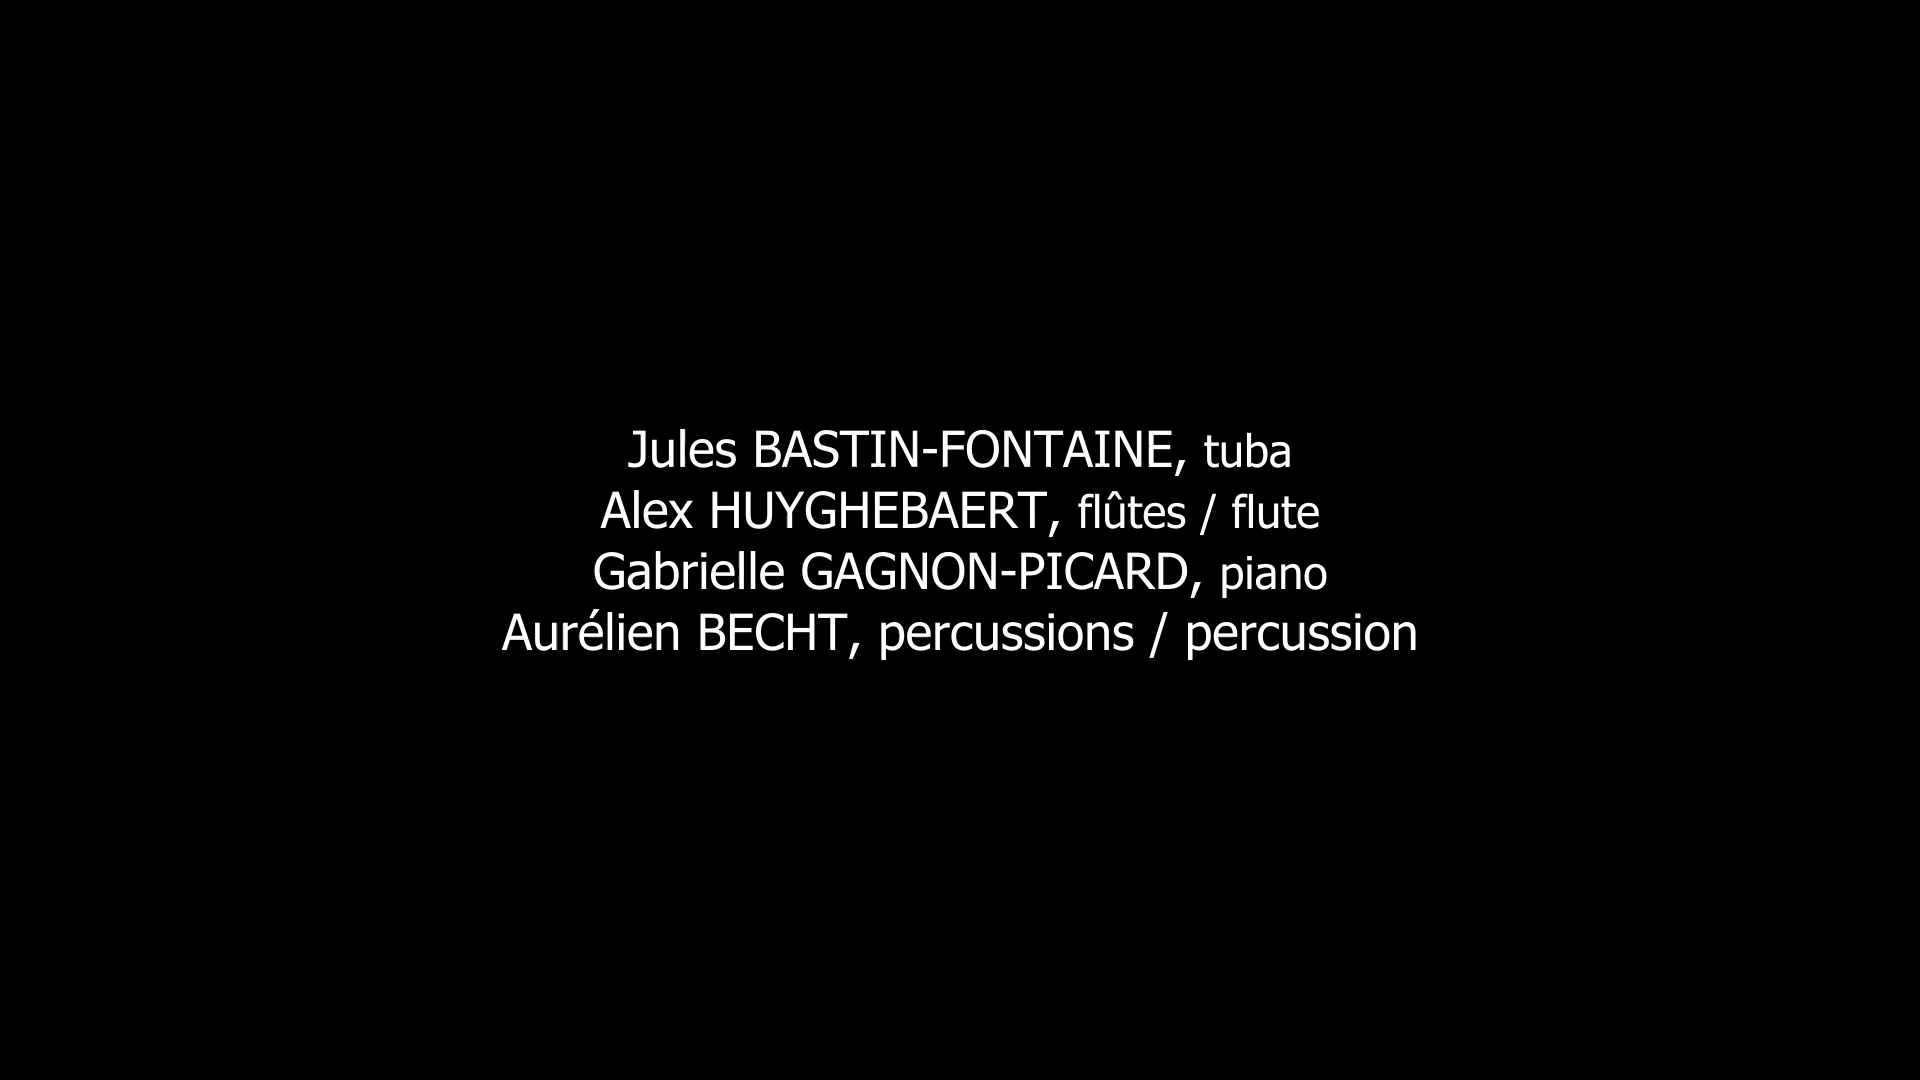 Jules BASTIN-FONTAINE, tuba
Alex HUYGHEBAERT, flûtes / flute
Gabrielle GAGNON-PICARD, piano
Aurélien BECHT, percussions / percussion